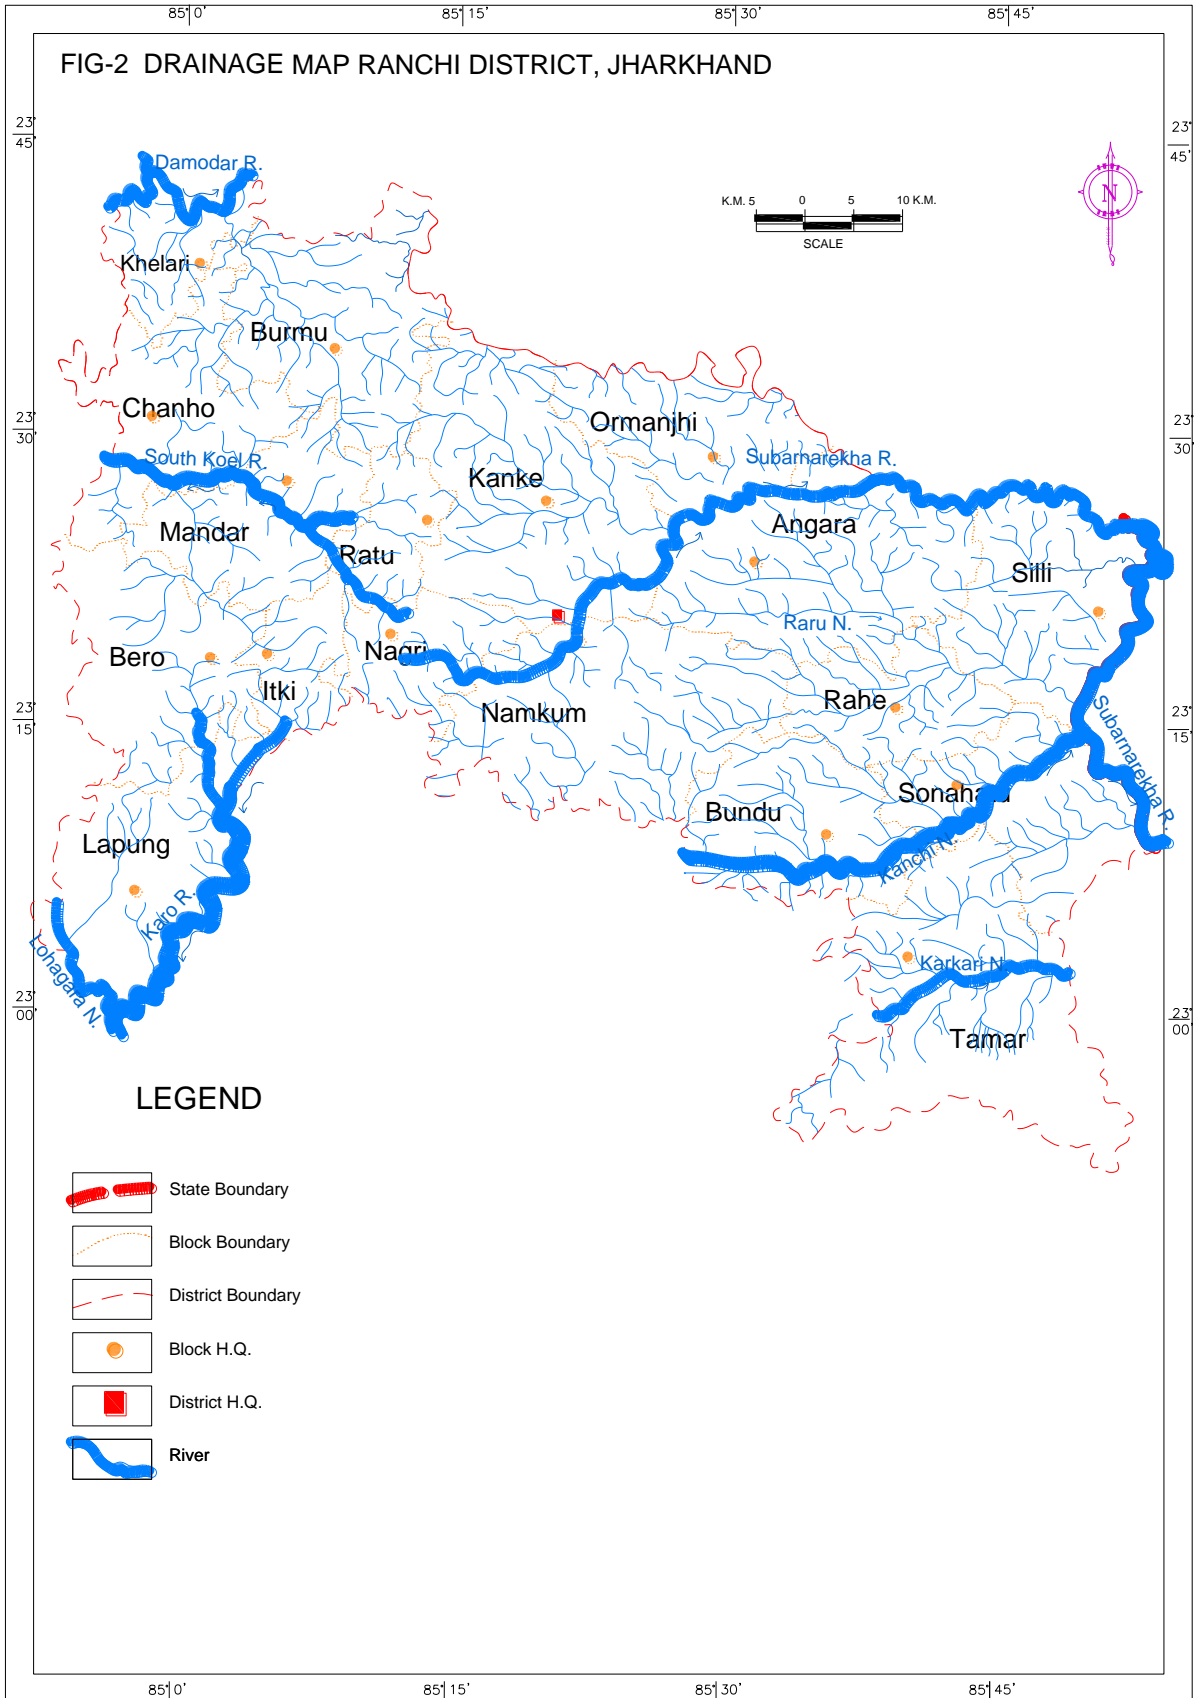 85° 0' 85° 15' 85° 30' 85° 45'
FIG-2 DRAINAGE MAP RANCHI DISTRICT, JHARKHAND
23° 45' 23° 45'
Damodar R.
N
K.M. 5 0 5 10 K.M.
SCALE
Khelari
Burmu
Chanho
23° 30' 23° 30'
Ormanjhi
South Koel R.
Subarnarekha R.
Kanke
Mandar
Angara
Ratu
Silli
Raru N.
Bero
Nagri
Itki
Rahe
Namkum
23° 15' 23° 15'
Subarnarekha R.
Sonahatu
Bundu
Lapung
Kanchi N.
Karo R.
Lohagara N.
Karkari N.
23° 00' 23° 00'
Tamar
LEGEND
State Boundary
Block Boundary
District Boundary
Block H.Q.
District H.Q.
River
85° 0' 85° 15' 85° 30' 85° 45'